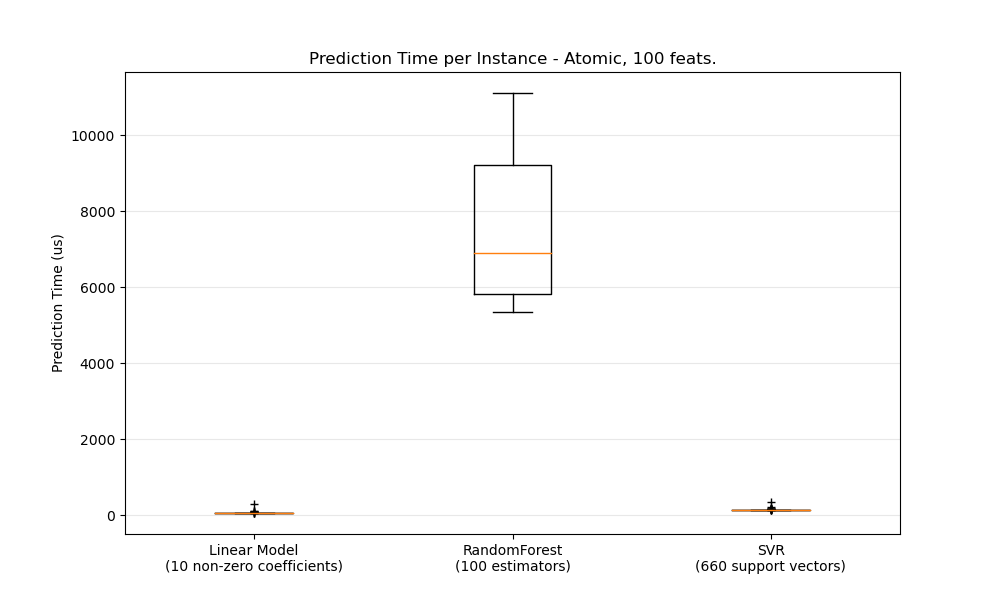 Prediction Time per Instance - Atomic, 100 feats.
Prediction Time (us)
10000
8000
6000
4000
2000
0
Linear Model
(10 non-zero coefficients)
RandomForest
(100 estimators)
SVR
(660 support vectors)